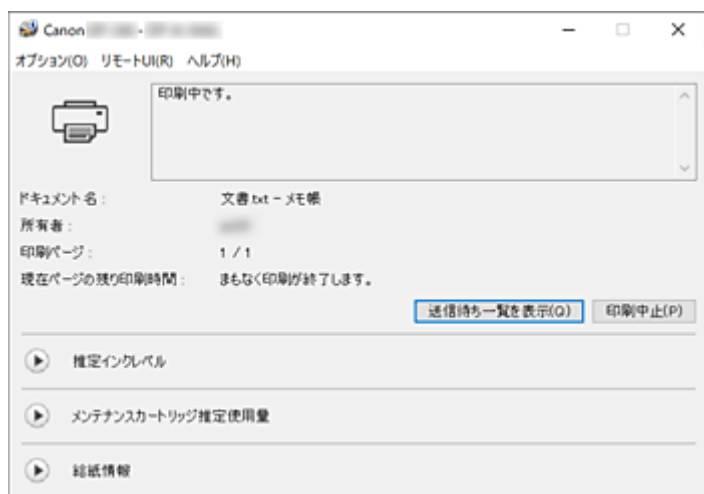 Canon -
オプション(O) リモートUI(R) ヘルプ(H)
印刷中です。
ドキュメント名: 文書.txt - メモ帳
所有者:
印刷ページ: 1 / 1
現在ページの残り印刷時間: まもなく印刷が終了します。
送信待ち一覧を表示(Q) 印刷中止(P)
推定インクレベル
メンテナンスカートリッジ推定使用量
給紙情報